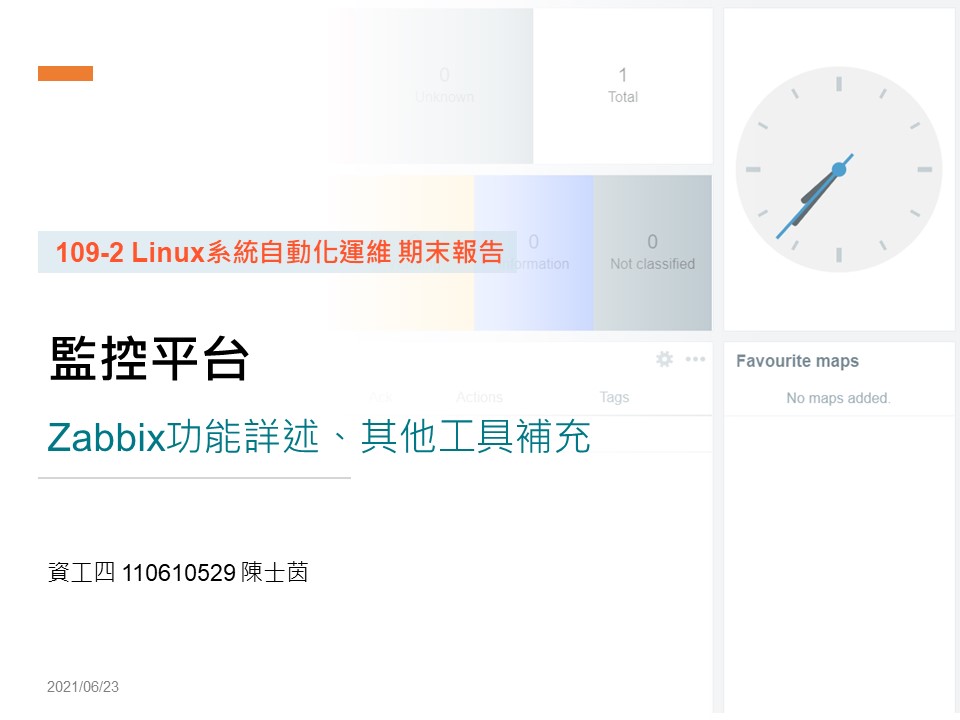 0
Unknown
1
Total
109-2 Linux系統自動化運維 期末報告
0
ormation
0
Not classified
監控平台
Favourite maps
Ack
Actions
Tags
No maps added.
Zabbix功能詳述、其他工具補充
資工四 110610529 陳士茵
2021/06/23